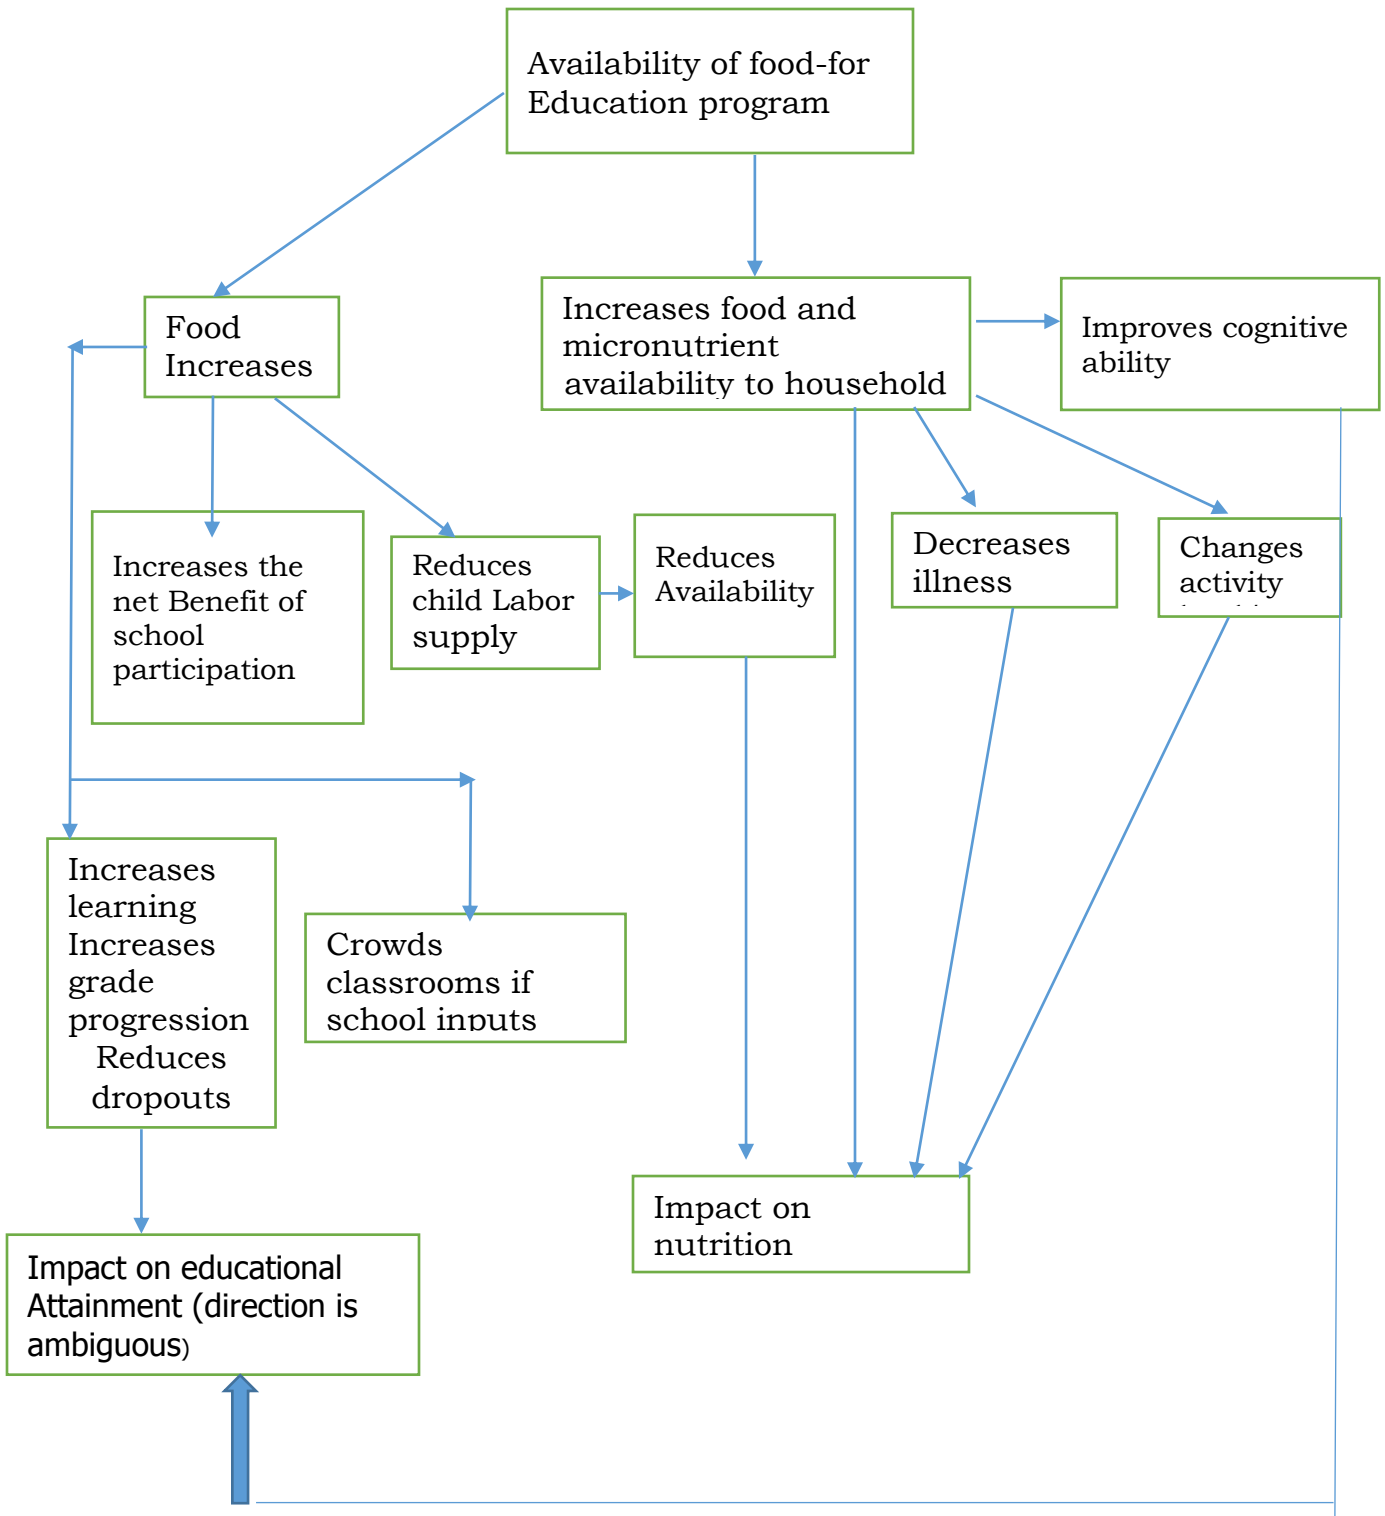 Availability of food-for
Education program
Food
Increases
Increases food and
micronutrient
availability to household
Improves cognitive
ability
Increases the
net Benefit of
school
participation
Reduces
child Labor
supply
Reduces
Availability
Decreases
illness
Changes
activity
Increases
learning
Increases
grade
progression
Reduces
dropouts
Crowds
classrooms if
school inputs
Impact on
nutrition
Impact on educational
Attainment (direction is
ambiguous)